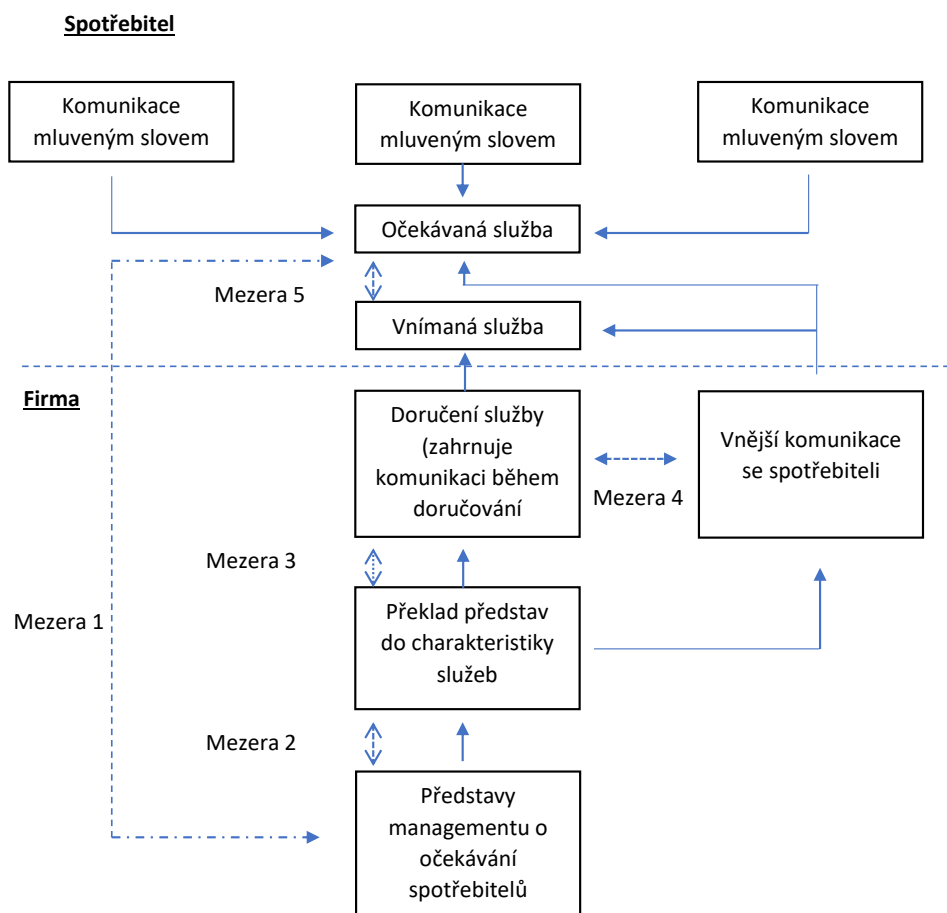 Spotřebitel
Komunikace
mluveným slovem
Komunikace
mluveným slovem
Komunikace
mluveným slovem
Očekávaná služba
Mezera 5
Vnímaná služba
Firma
Doručení služby
(zahrnuje
komunikaci během
doručování
Vnější komunikace
se spotřebiteli
Mezera 4
Mezera 3
Mezera 1
Překlad představ
do charakteristiky
služeb
Mezera 2
Představy
managementu o
očekávání
spotřebitelů